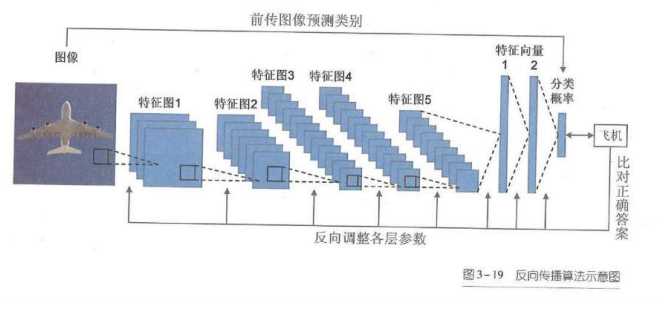 前传图像预测类别
图像
特征图1
特征图2
特征图3
特征图4
特征图5
特征向量
1 2
分类
概率
飞机
比对正确答案
反向调整各层参数
图3-19 反向传播算法示意图